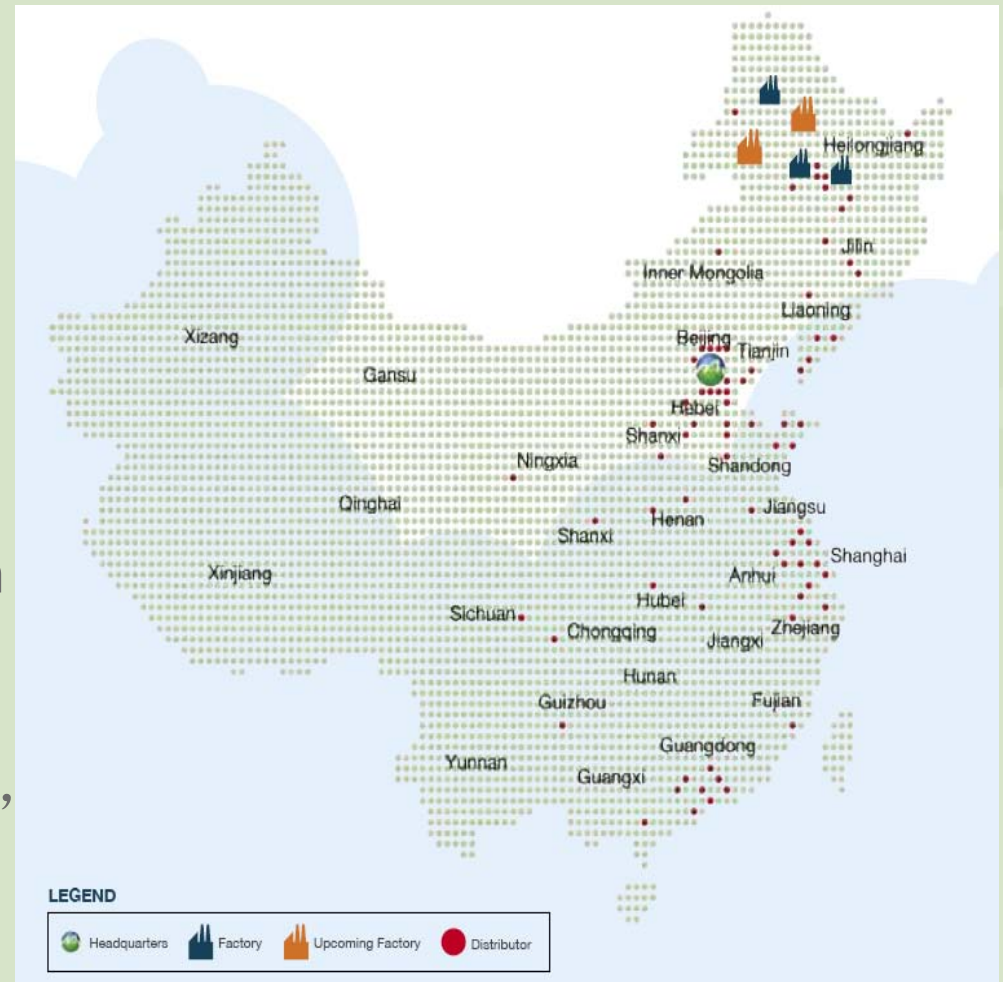 Heilongjiang
Jilin
Inner Mongolia
Liaoning
Xizang
Beijing
Tianjin
Gansu
Hebei
Shanxi
Ningxia
Shandong
Qinghai
Jiangsu
Henan
Shanxi
Shanghai
Xinjiang
Anhui
Hubei
Sichuan
Chongqing
Zhejiang
Jiangxi
Hunan
Guizhou
Fujian
Guangdong
Yunnan
Guangxi
,
LEGEND
Headquarters Factory Upcoming Factory Distributor